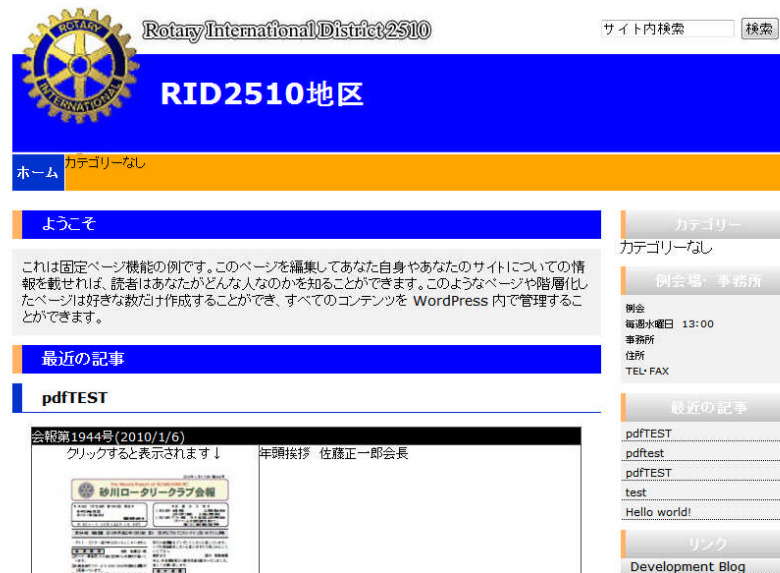 ROTARY
INTERNATIONAL
Rotary International District 2510
サイト内検索
検索
RID2510地区
ホーム
カテゴリーなし
ようこそ
これは固定ページ機能の例です。このページを編集してあなた自身やあなたのサイトについての情
報を載せれば、読者はあなたがどんな人なのかを知ることができます。このようなページや階層化し
たページは好きな数だけ作成することができ、すべてのコンテンツを WordPress 内で管理するこ
とができます。
最近の記事
pdfTEST
会報第1944号(2010/1/6)
クリックすると表示されます↓
年頭挨拶 佐藤正一郎会長
砂川ロータリークラブ会報
カテゴリー
カテゴリーなし
例会場・事務所
例会
毎週水曜日 13:00
事務所
住所
TEL・FAX
最近の記事
pdfTEST
pdftest
pdfTEST
test
Hello world!
リンク
Development Blog